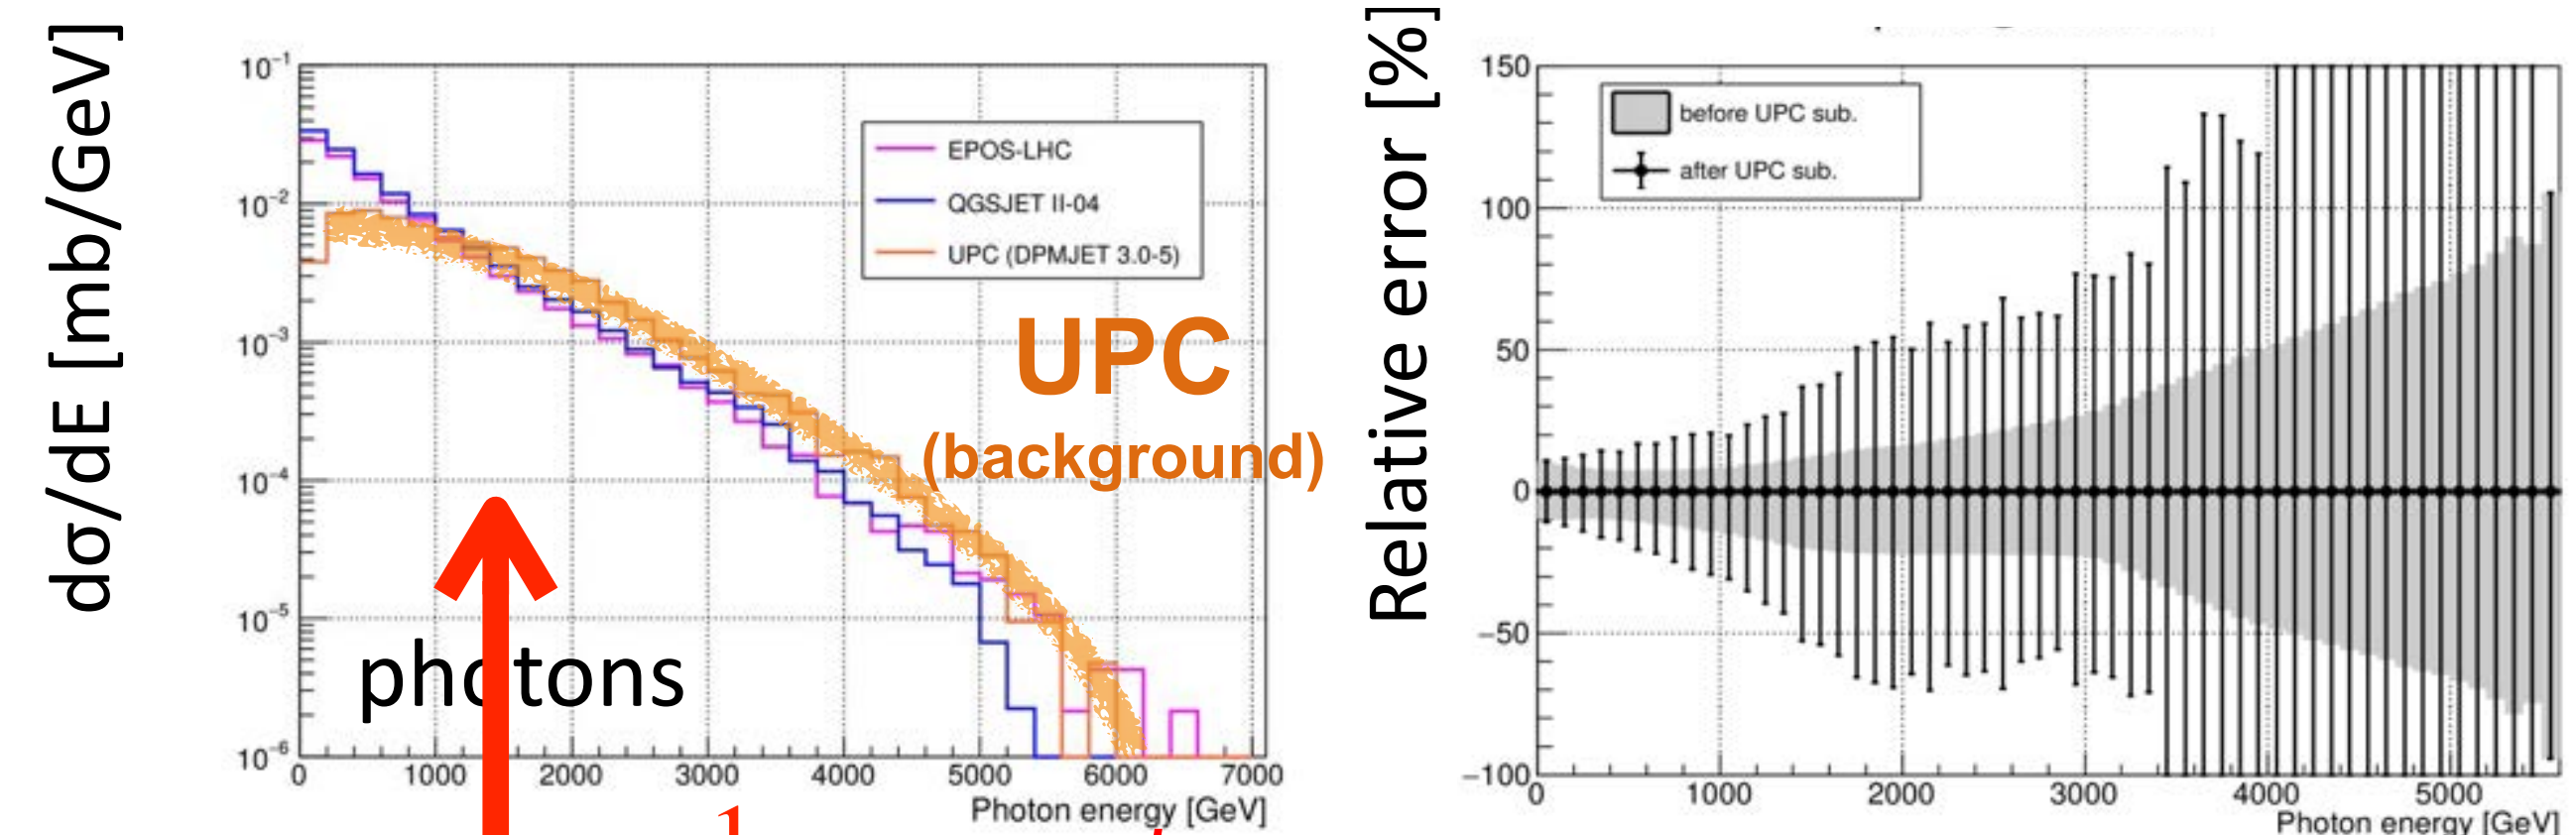 dσ/dE [mb/GeV]
10⁻¹
10⁻²
10⁻³
10⁻⁴
10⁻⁵
10⁻⁶
EPOS-LHC
QGSJET II-04
UPC (DPMJET 3.0-5)
UPC
(background)
photons
0 1000 2000 3000 4000 5000 6000 7000
Photon energy [GeV]
Relative error [%]
150
100
50
0
−50
−100
before UPC sub.
after UPC sub.
0 1000 2000 3000 4000 5000
Photon energy [GeV]